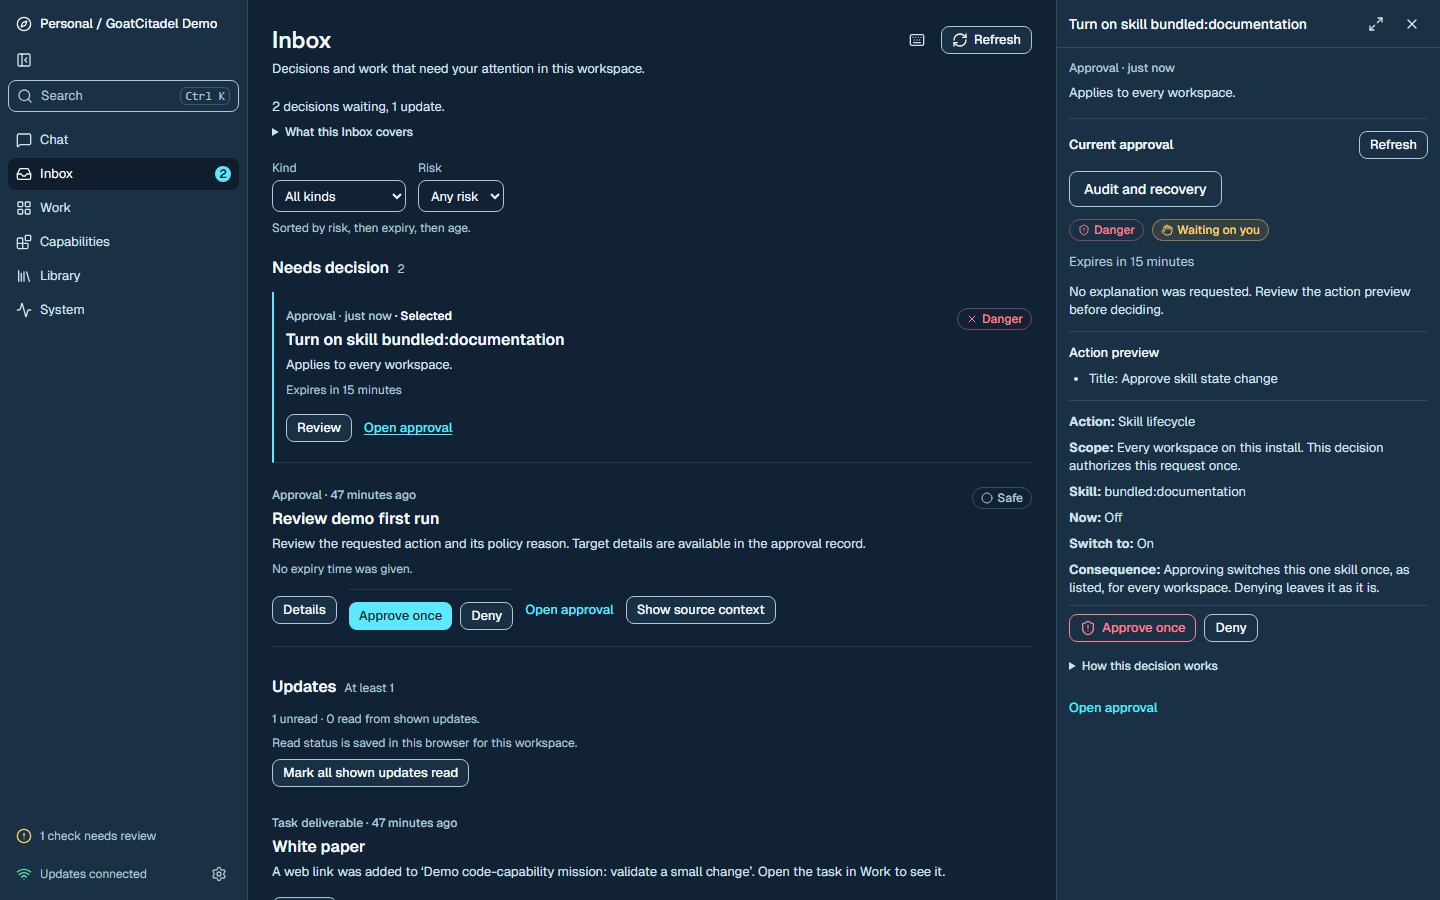 Personal / GoatCitadel Demo
Search Ctrl K
Chat
Inbox 2
Work
Capabilities
Library
System
1 check needs review
Updates connected
Inbox
Refresh
Decisions and work that need your attention in this workspace.
2 decisions waiting, 1 update.
What this Inbox covers
Kind Risk
All kinds Any risk
Sorted by risk, then expiry, then age.
Needs decision 2
Approval · just now · Selected
Danger
Turn on skill bundled:documentation
Applies to every workspace.
Expires in 15 minutes
Review Open approval
Approval · 47 minutes ago
Safe
Review demo first run
Review the requested action and its policy reason. Target details are available in the approval record.
No expiry time was given.
Details Approve once Deny Open approval Show source context
Updates At least 1
1 unread · 0 read from shown updates.
Read status is saved in this browser for this workspace.
Mark all shown updates read
Task deliverable · 47 minutes ago
White paper
A web link was added to ‘Demo code-capability mission: validate a small change’. Open the task in Work to see it.
Turn on skill bundled:documentation
Approval · just now
Applies to every workspace.
Current approval Refresh
Audit and recovery
Danger Waiting on you
Expires in 15 minutes
No explanation was requested. Review the action preview
before deciding.
Action preview
• Title: Approve skill state change
Action: Skill lifecycle
Scope: Every workspace on this install. This decision
authorizes this request once.
Skill: bundled:documentation
Now: Off
Switch to: On
Consequence: Approving switches this one skill once, as
listed, for every workspace. Denying leaves it as it is.
Approve once Deny
How this decision works
Open approval